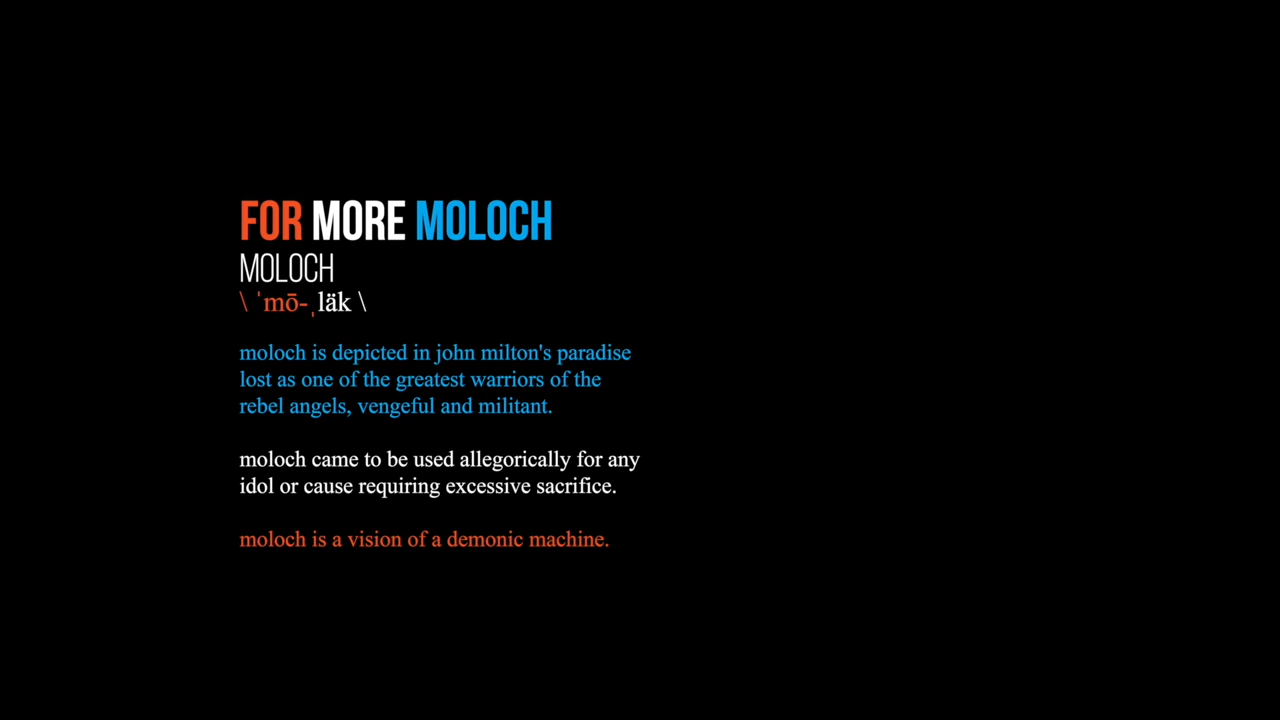 FOR MORE MOLOCH
MOLOCH
\ ˈmō-ˌläk \
moloch is depicted in john milton's paradise
lost as one of the greatest warriors of the
rebel angels, vengeful and militant.
moloch came to be used allegorically for any
idol or cause requiring excessive sacrifice.
moloch is a vision of a demonic machine.